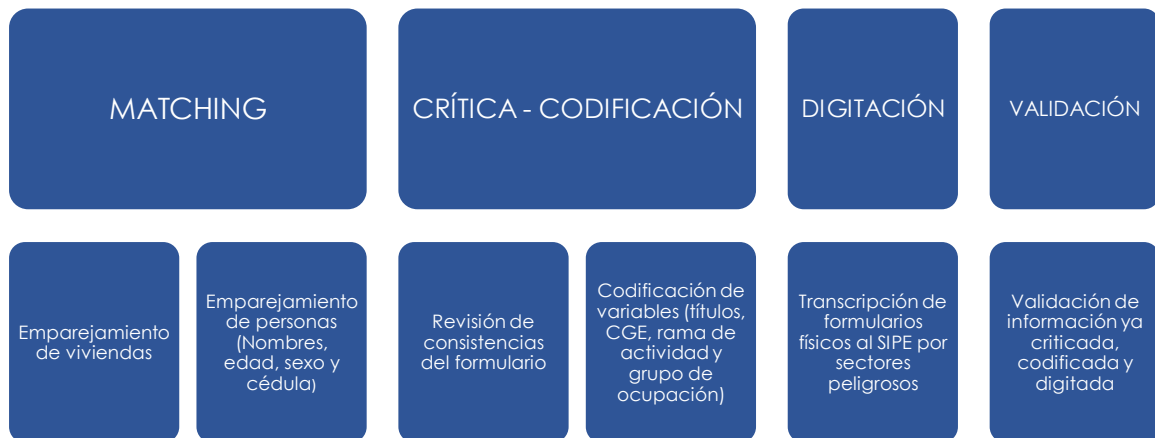 MATCHING
CRÍTICA - CODIFICACIÓN
DIGITACIÓN
VALIDACIÓN
Emparejamiento
de viviendas
Emparejamiento
de personas
(Nombres,
edad, sexo y
cédula)
Revisión de
consistencias
del formulario
Codificación de
variables (títulos,
CGE, rama de
actividad y
grupo de
ocupación)
Transcripción de
formularios
físicos al SIPE por
sectores
peligrosos
Validación de
información ya
criticada,
codificada y
digitada